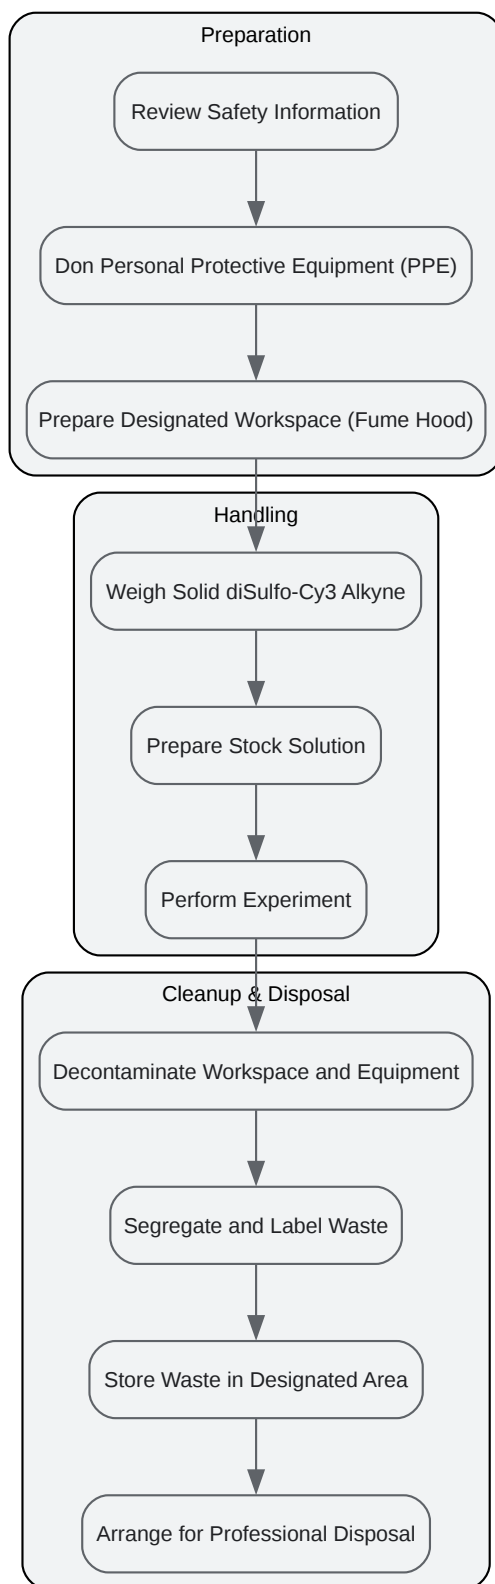 Preparation
Review Safety Information
Don Personal Protective Equipment (PPE)
Prepare Designated Workspace (Fume Hood)
Handling
Weigh Solid diSulfo-Cy3 Alkyne
Prepare Stock Solution
Perform Experiment
Cleanup & Disposal
Decontaminate Workspace and Equipment
Segregate and Label Waste
Store Waste in Designated Area
Arrange for Professional Disposal